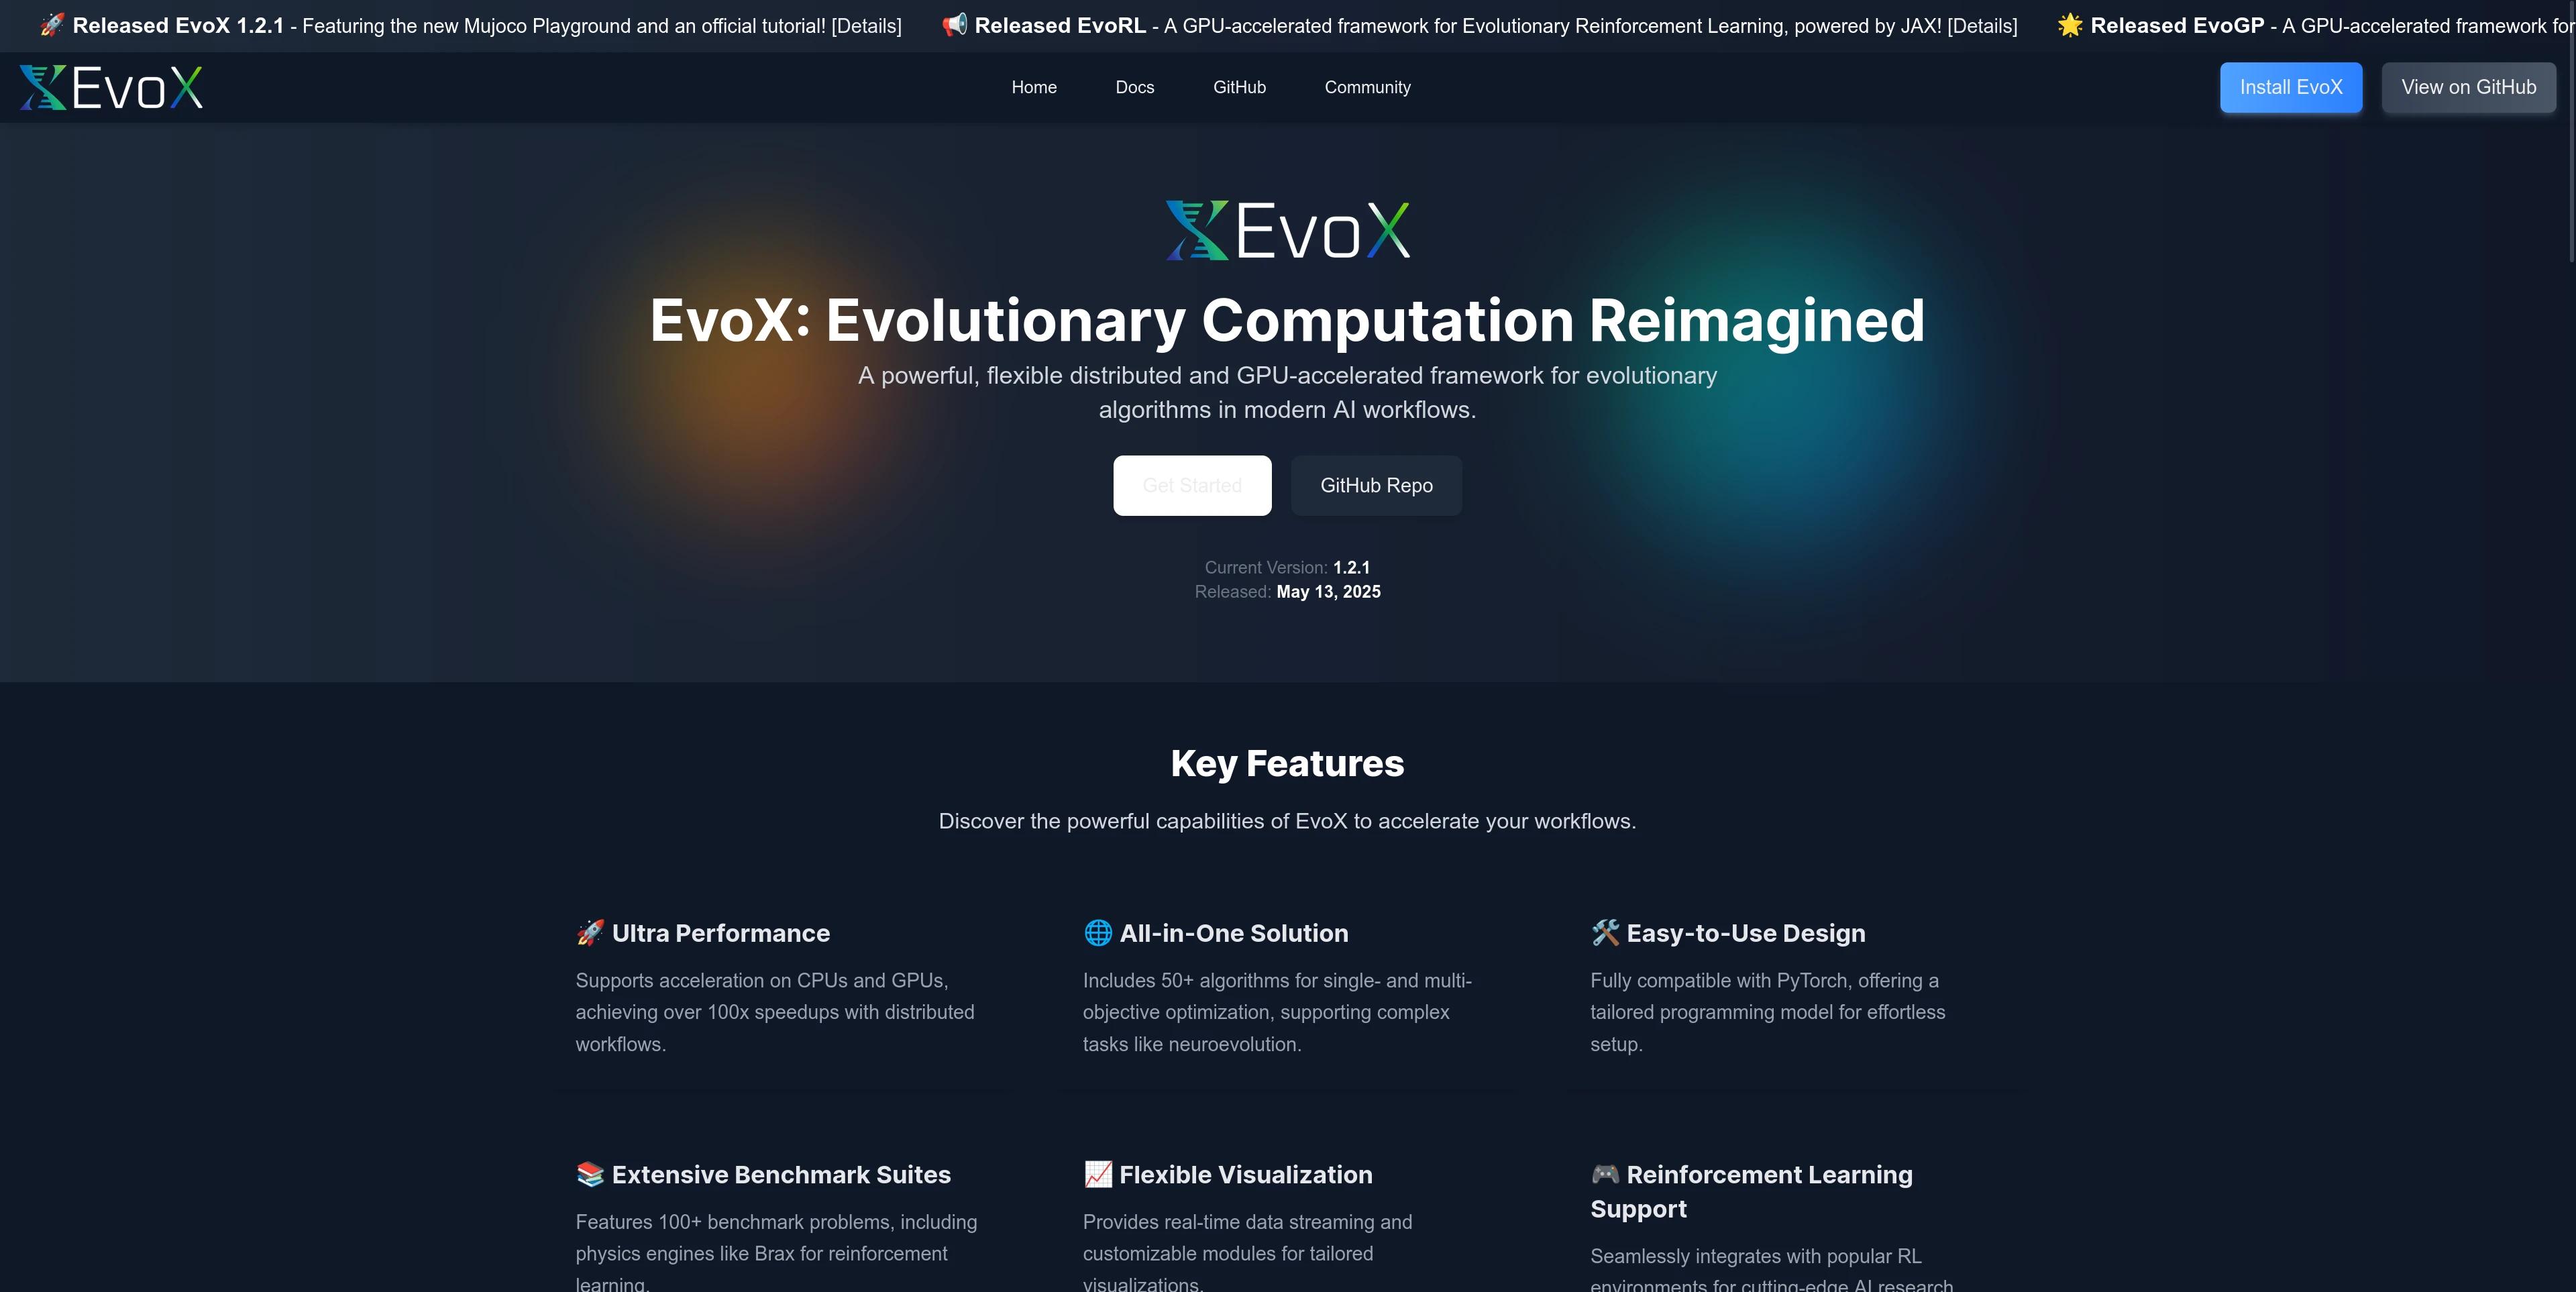 🚀 Released EvoX 1.2.1 - Featuring the new Mujoco Playground and an official tutorial! [Details] 📢 Released EvoRL - A GPU-accelerated framework for Evolutionary Reinforcement Learning, powered by JAX! [Details] 🌟 Released EvoGP - A GPU-accelerated framework for
EvoX Home Docs GitHub Community Install EvoX View on GitHub
EvoX
EvoX: Evolutionary Computation Reimagined
A powerful, flexible distributed and GPU-accelerated framework for evolutionary
algorithms in modern AI workflows.
Get Started GitHub Repo
Current Version: 1.2.1
Released: May 13, 2025
Key Features
Discover the powerful capabilities of EvoX to accelerate your workflows.
🚀 Ultra Performance
Supports acceleration on CPUs and GPUs,
achieving over 100x speedups with distributed
workflows.
🌐 All-in-One Solution
Includes 50+ algorithms for single- and multi-
objective optimization, supporting complex
tasks like neuroevolution.
🛠️ Easy-to-Use Design
Fully compatible with PyTorch, offering a
tailored programming model for effortless
setup.
📚 Extensive Benchmark Suites
Features 100+ benchmark problems, including
physics engines like Brax for reinforcement
learning.
📈 Flexible Visualization
Provides real-time data streaming and
customizable modules for tailored
visualizations.
🎮 Reinforcement Learning
Support
Seamlessly integrates with popular RL
environments for cutting-edge AI research